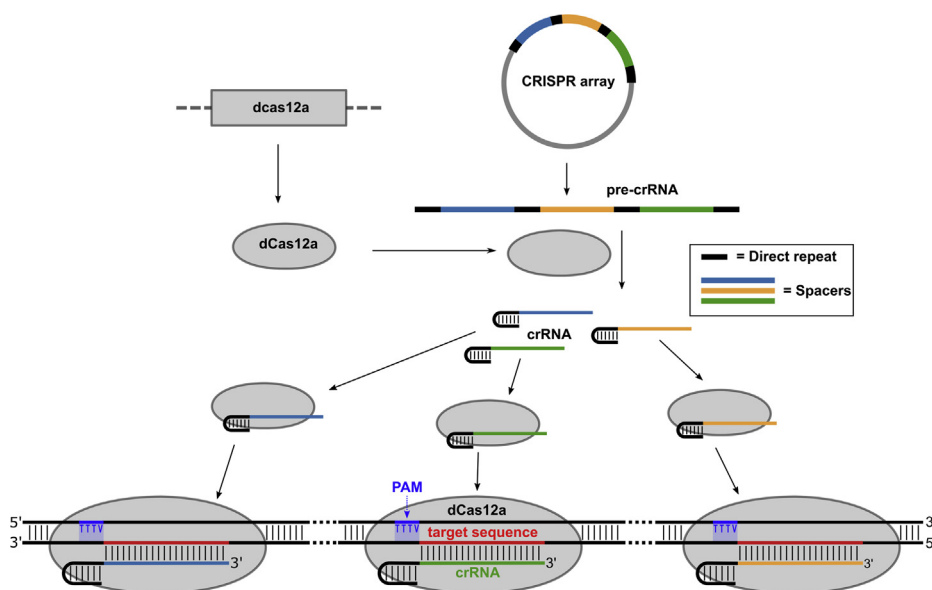 CRISPR array
dcas12a
pre-crRNA
dCas12a
= Direct repeat
= Spacers
crRNA
PAM
dCas12a
5'
TTTV
TTTV
TTTV
3'
target sequence
3'
5'
3'
3'
3'
crRNA